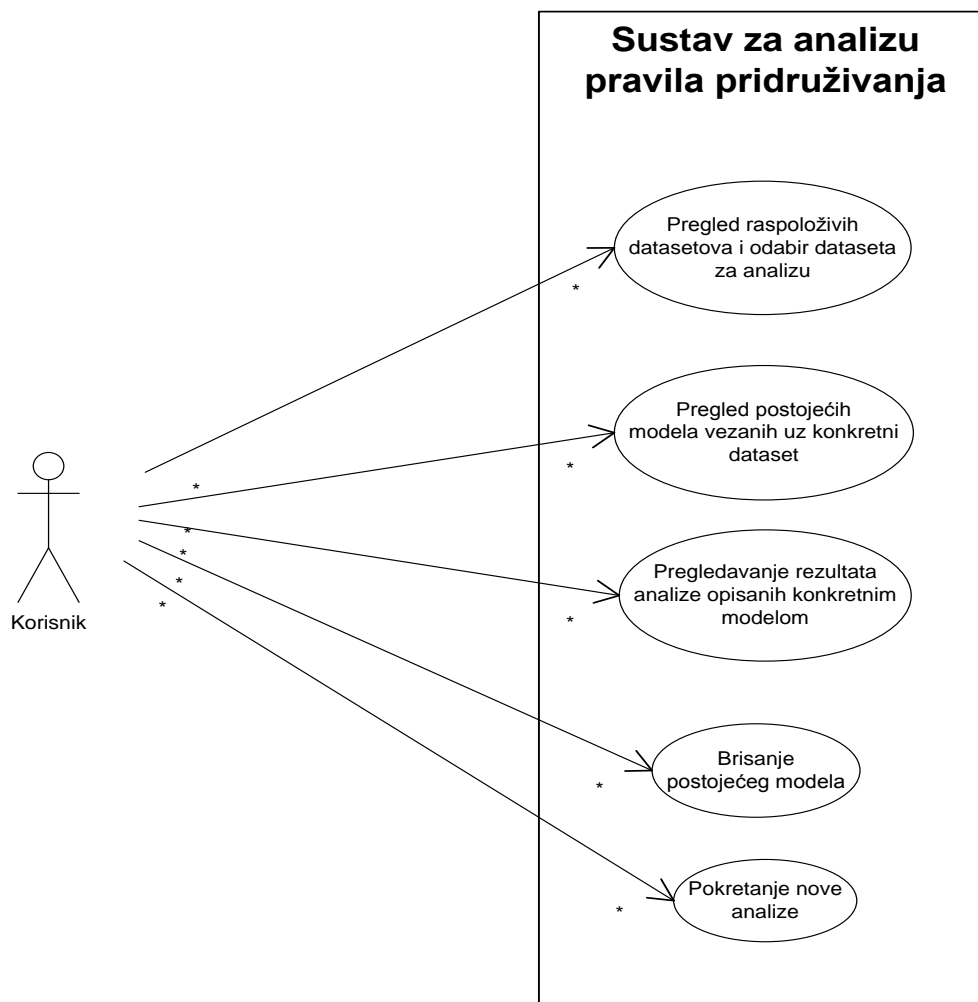 Sustav za analizu
pravila pridruživanja
Pregled raspoloživih
datasetova i odabir dataseta
za analizu
*
Pregled postojećih
modela vezanih uz konkretni
dataset
*
*
*
*
Pregledavanje rezultata
analize opisanih konkretnim
modelom
*
*
*
Korisnik
Brisanje
postojećeg modela
*
Pokretanje nove
analize
*